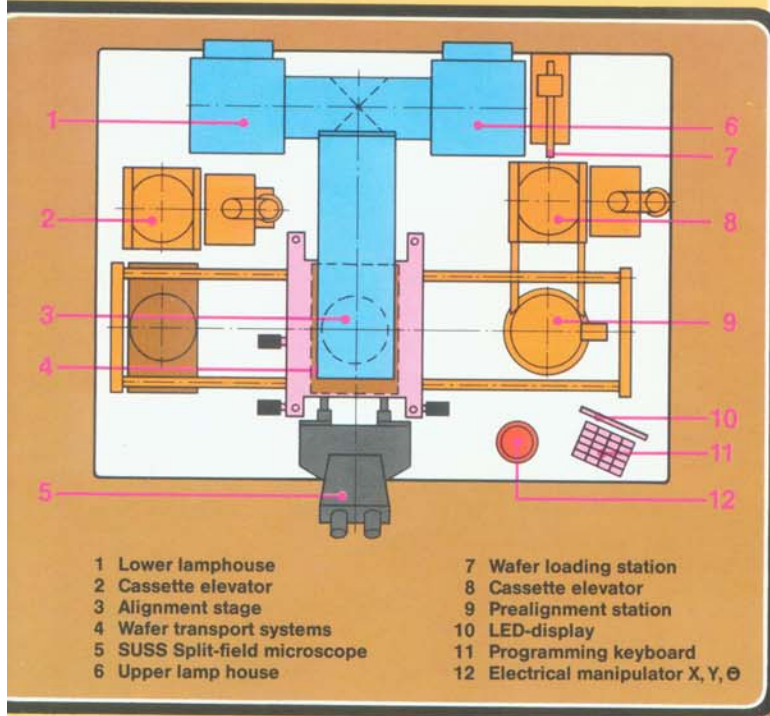 1
6
7
2
8
3
9
4
10
11
5
12
1 Lower lamphouse
2 Cassette elevator
3 Alignment stage
4 Wafer transport systems
5 SUSS Split-field microscope
6 Upper lamp house
7 Wafer loading station
8 Cassette elevator
9 Prealignment station
10 LED-display
11 Programming keyboard
12 Electrical manipulator X, Y, Θ